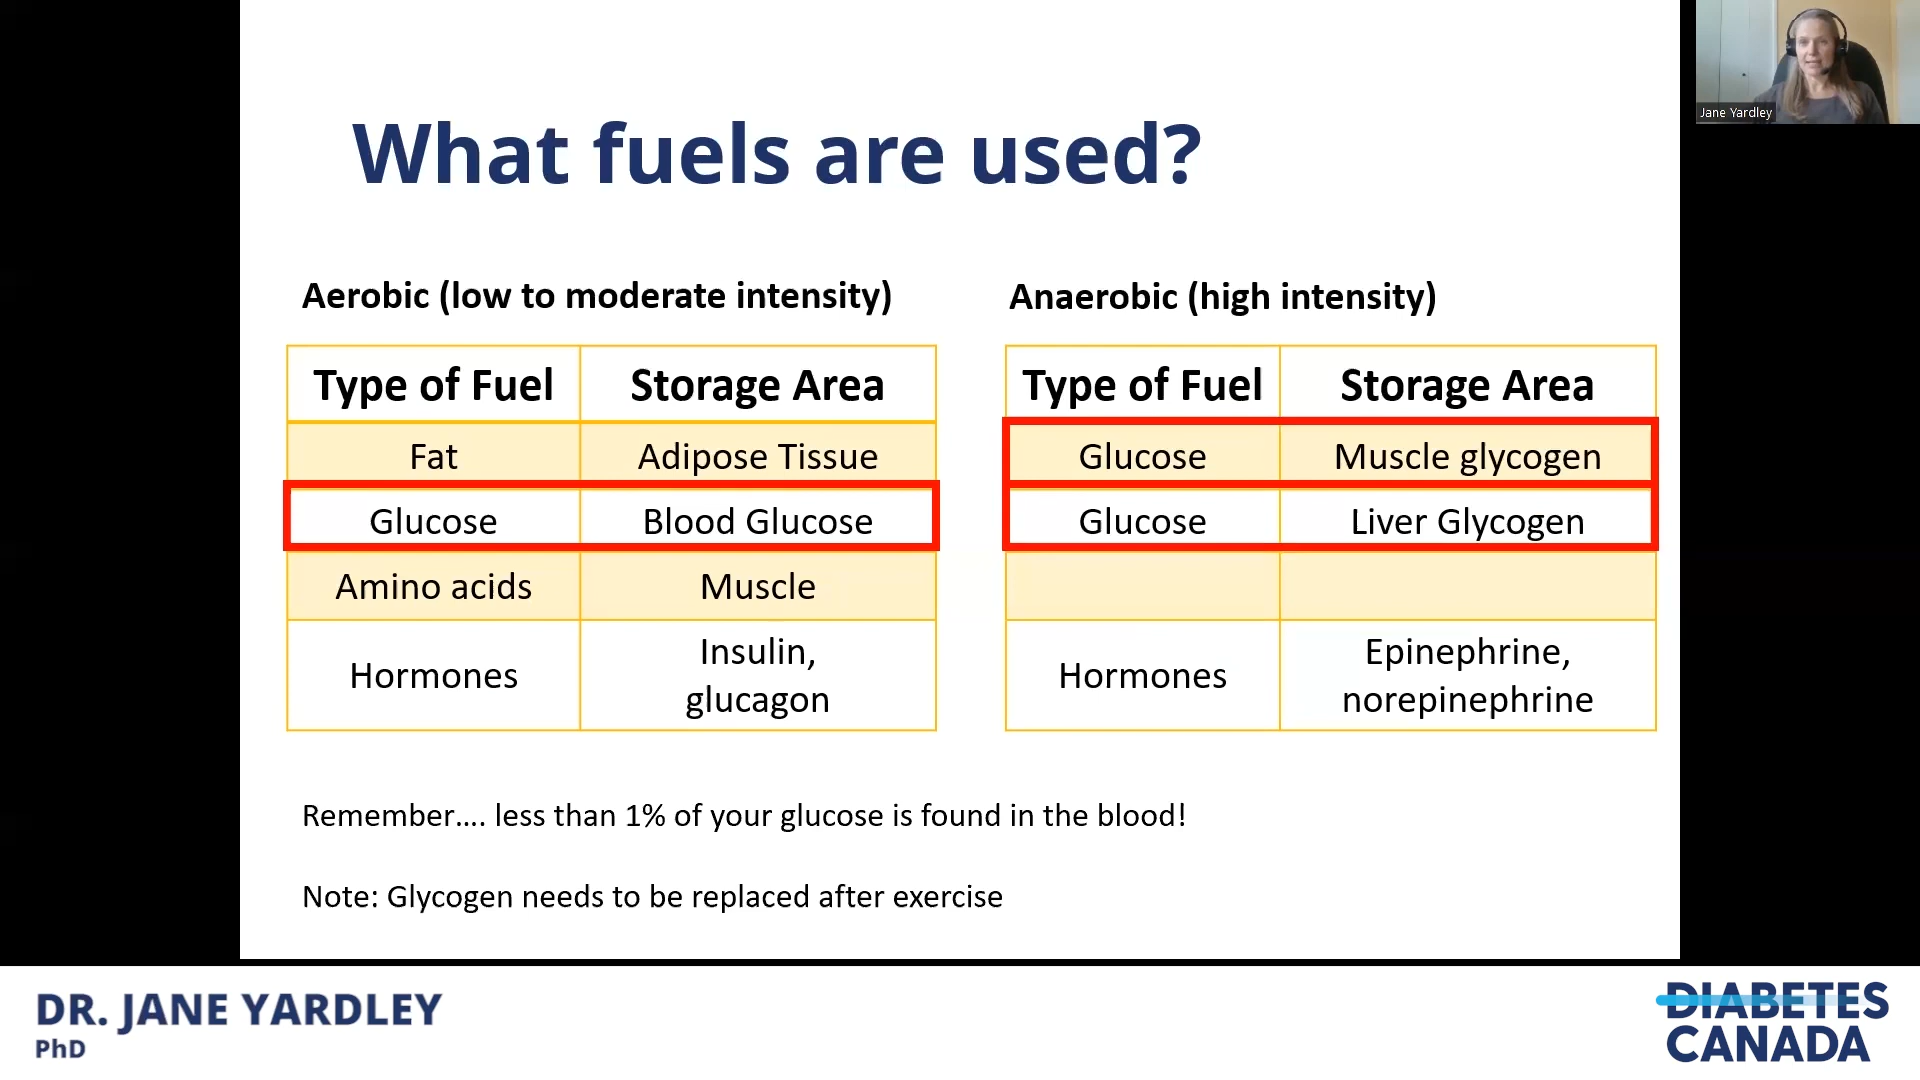 Jane Yardley
What fuels are used?
Aerobic (low to moderate intensity)
Type of Fuel Storage Area
Fat Adipose Tissue
Glucose Blood Glucose
Amino acids Muscle
Hormones Insulin,
glucagon
Anaerobic (high intensity)
Type of Fuel Storage Area
Glucose Muscle glycogen
Glucose Liver Glycogen
Hormones Epinephrine,
norepinephrine
Remember.... less than 1% of your glucose is found in the blood!
Note: Glycogen needs to be replaced after exercise
DR. JANE YARDLEY
PhD
DIABETES
CANADA